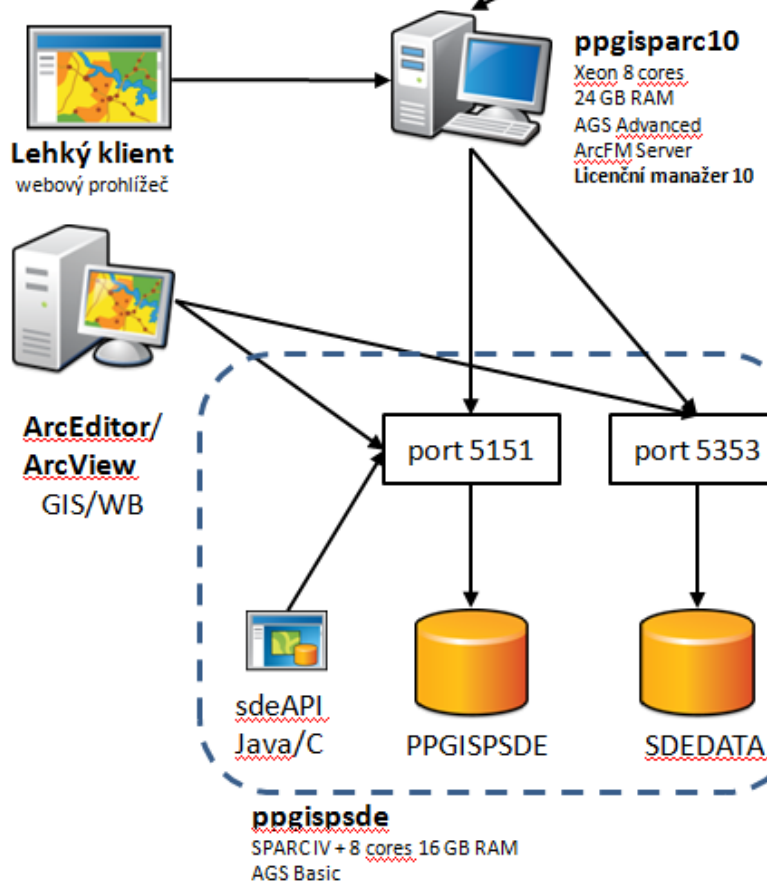 ppgisparc10
Xeon 8 cores
24 GB RAM
AGS Advanced
ArcFM Server
Licenční manažer 10
Lehký klient
webový prohlížeč
ArcEditor/
ArcView
GIS/WB
port 5151
port 5353
sdeAPI
Java/C
PPGISPSDE
SDEDATA
ppgispsde
SPARC IV + 8 cores 16 GB RAM
AGS Basic